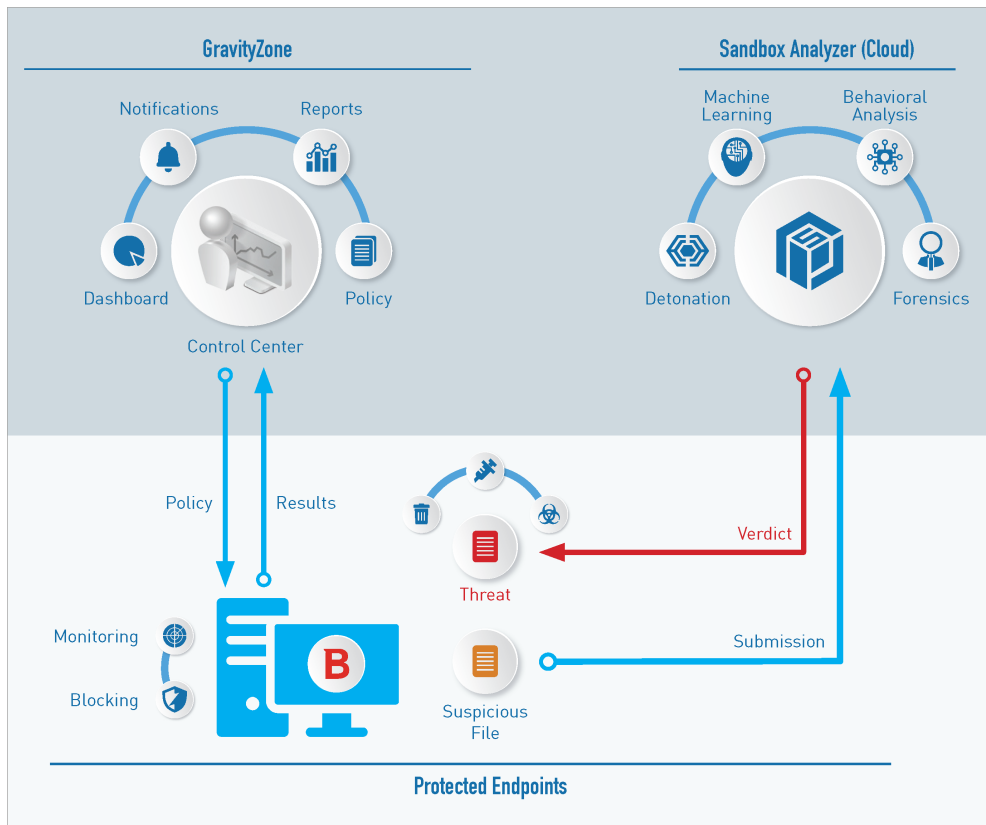 GravityZone
Sandbox Analyzer (Cloud)
Notifications
Reports
Dashboard
Policy
Control Center
Machine
Learning
Behavioral
Analysis
Detonation
Forensics
Policy
Results
Verdict
Threat
Monitoring
Blocking
B
Submission
Suspicious
File
Protected Endpoints